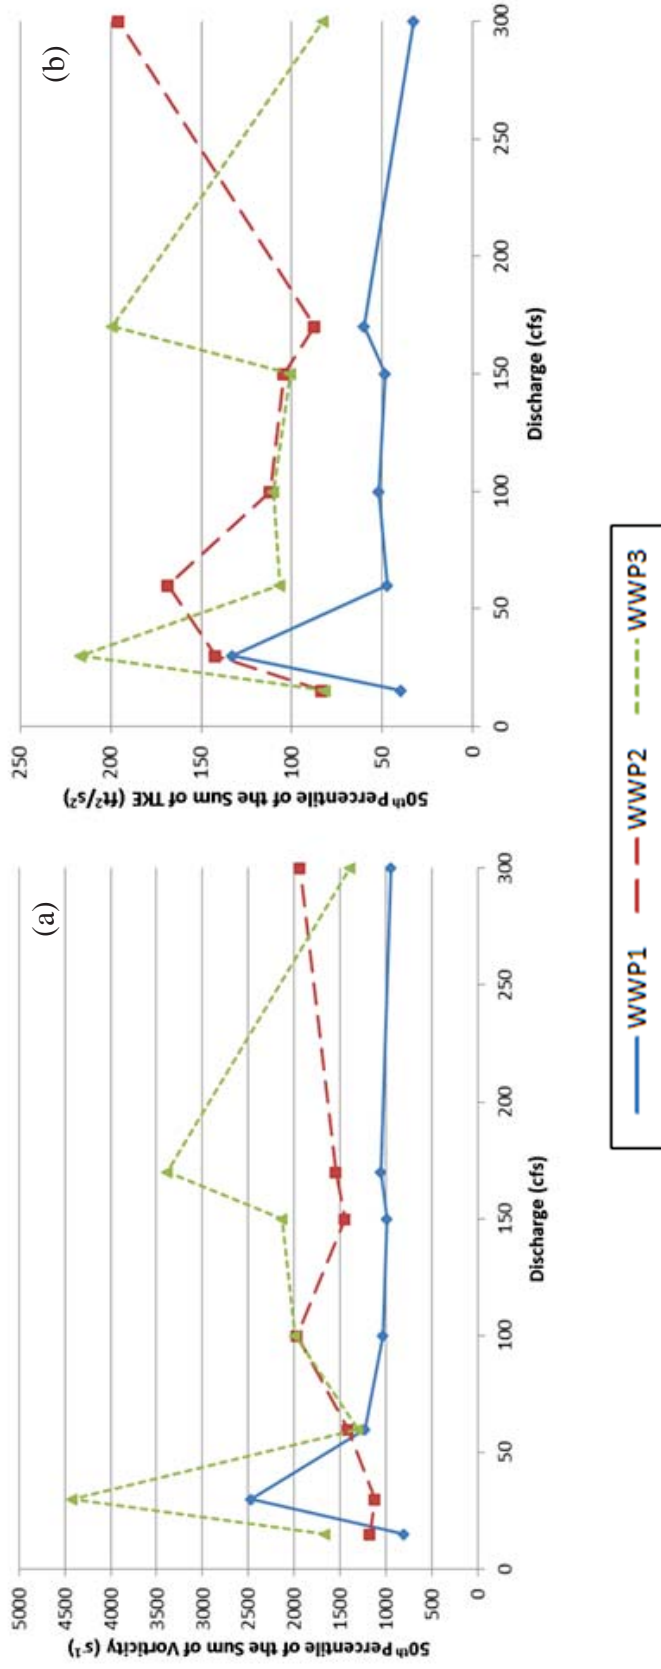 (a)
50th Percentile of the Sum of Vorticity (s-1)
5000
4500
4000
3500
3000
2500
2000
1500
1000
500
0
0 50 100 150 200 250 300
Discharge (cfs)
(b)
50th Percentile of the Sum of TKE (ft2/s2)
250
200
150
100
50
0
0 50 100 150 200 250 300
Discharge (cfs)
WWP1 WWP2 WWP3